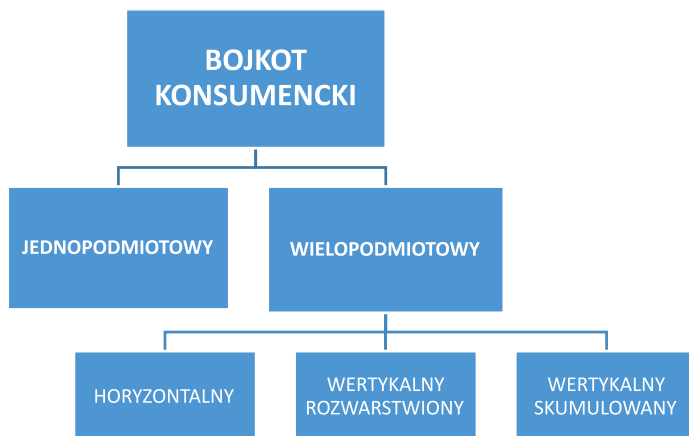 BOJKOT
KONSUMENCKI
JEDNOPODMIOTOWY
WIELOPODMIOTOWY
HORYZONTALNY
WERTYKALNY
ROZWARSTWIONY
WERTYKALNY
SKUMULOWANY